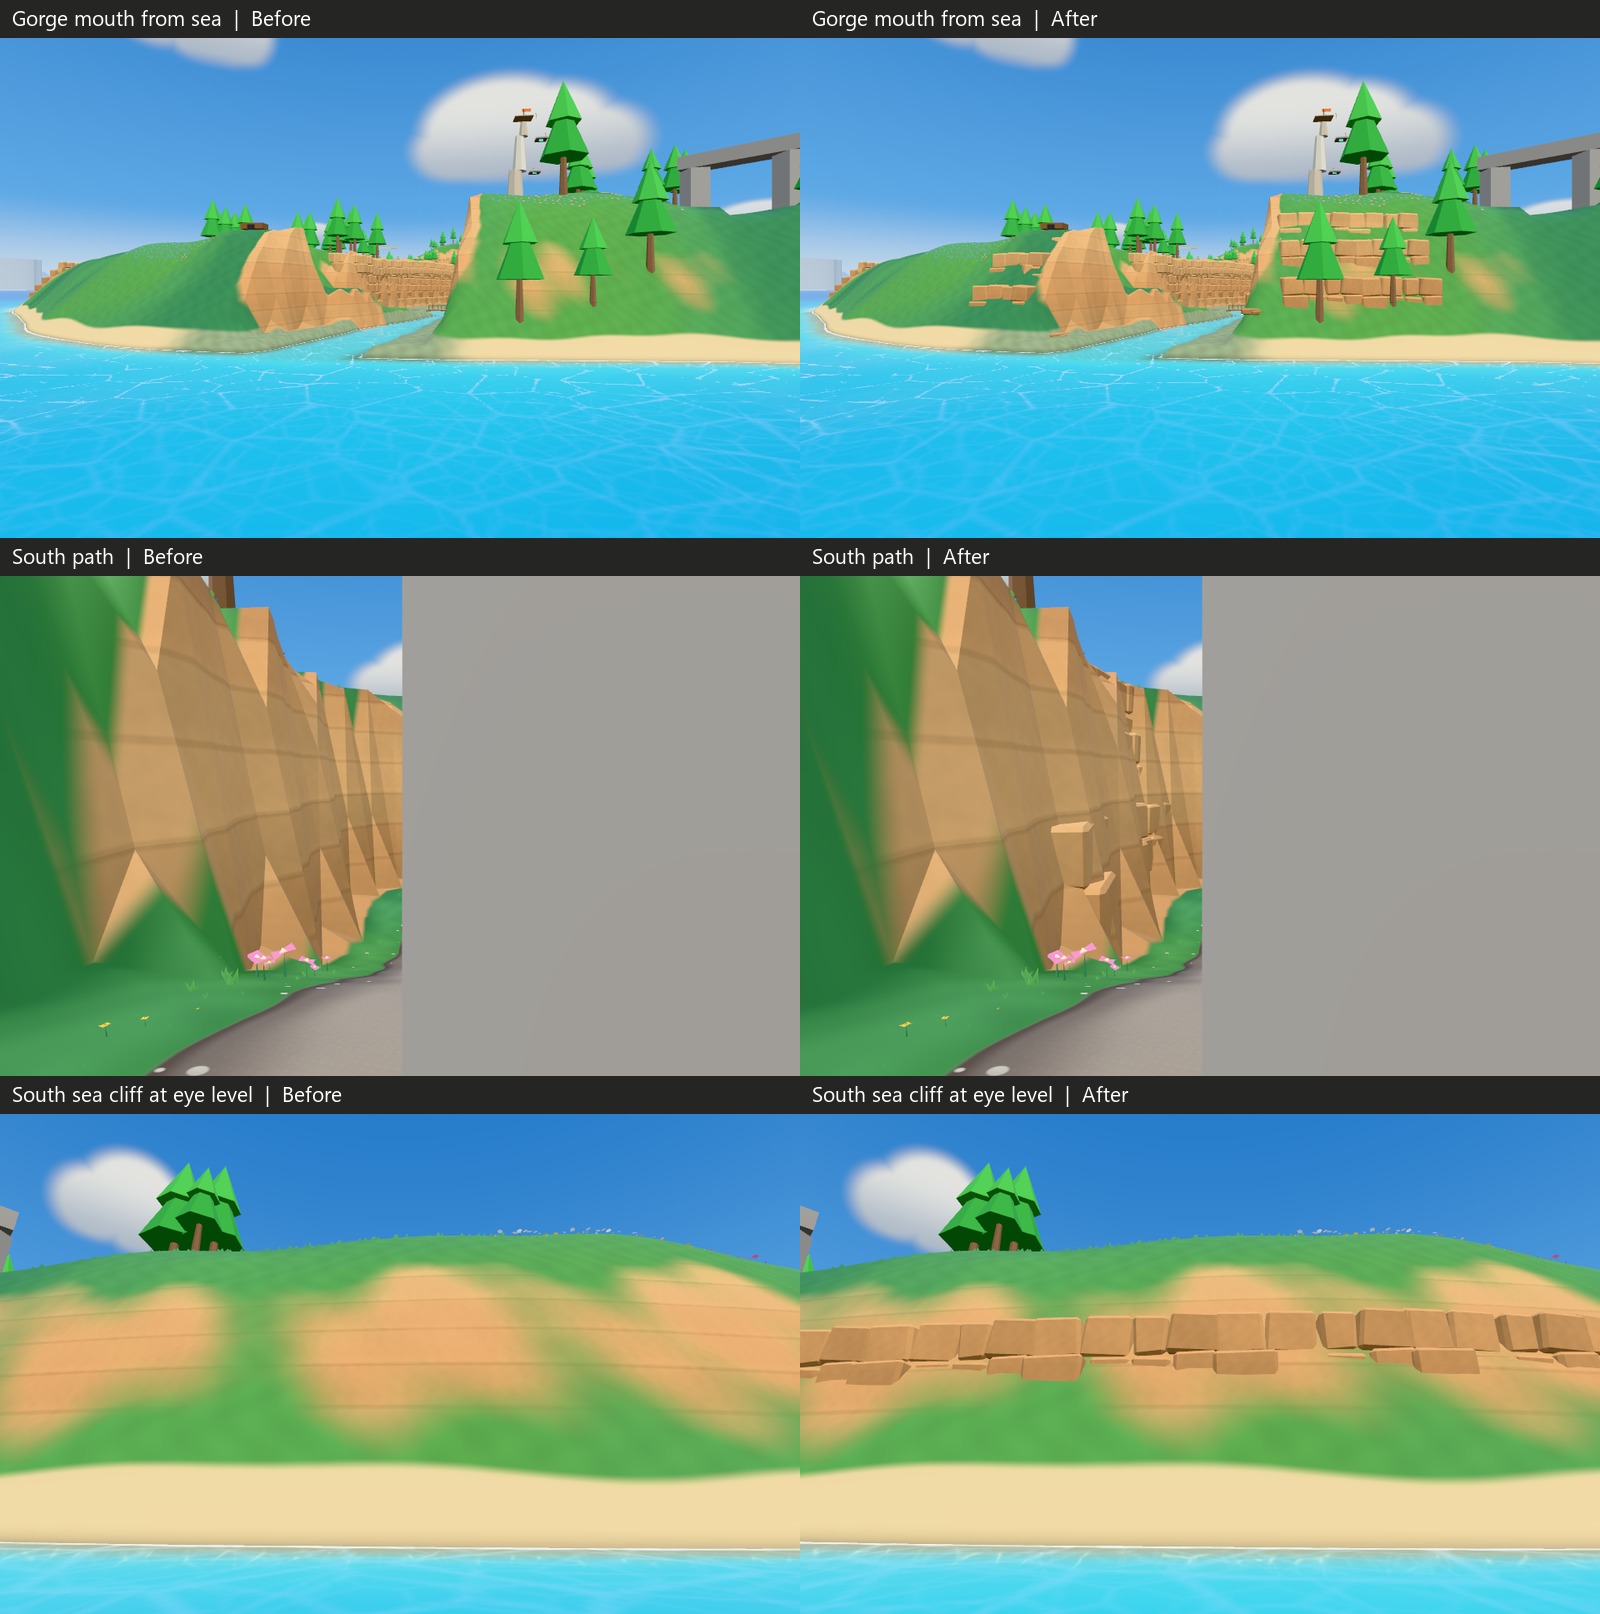 Gorge mouth from sea | Before
Gorge mouth from sea | After
South path | Before
South path | After
South sea cliff at eye level | Before
South sea cliff at eye level | After